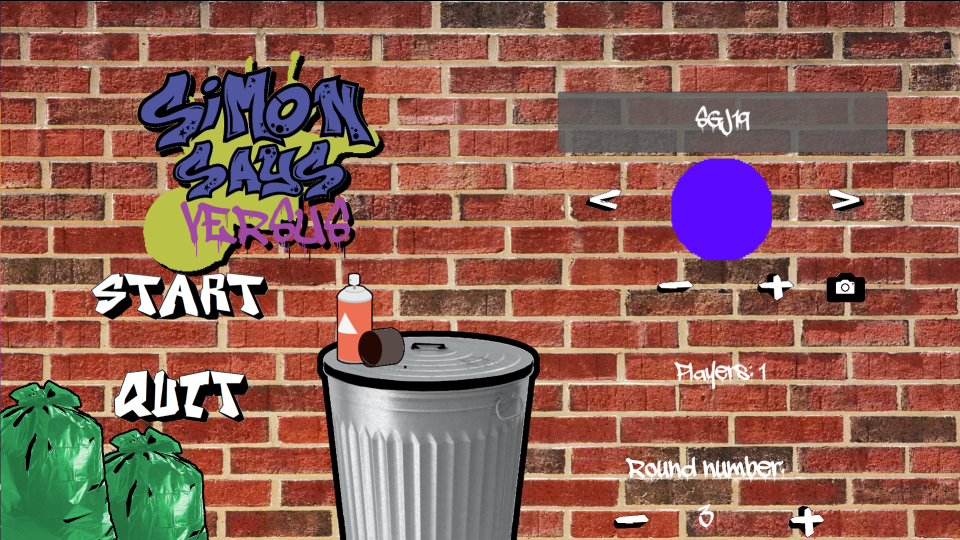 SiMON
SAYS
VERSUS
START
QUIT
SGJ19
<
>
-
+
Players: 1
Round number:
- 3 +